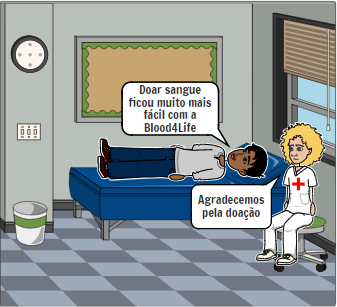 Doar sangue
ficou muito mais
fácil com a
Blood4Life
Agradecemos
pela doação